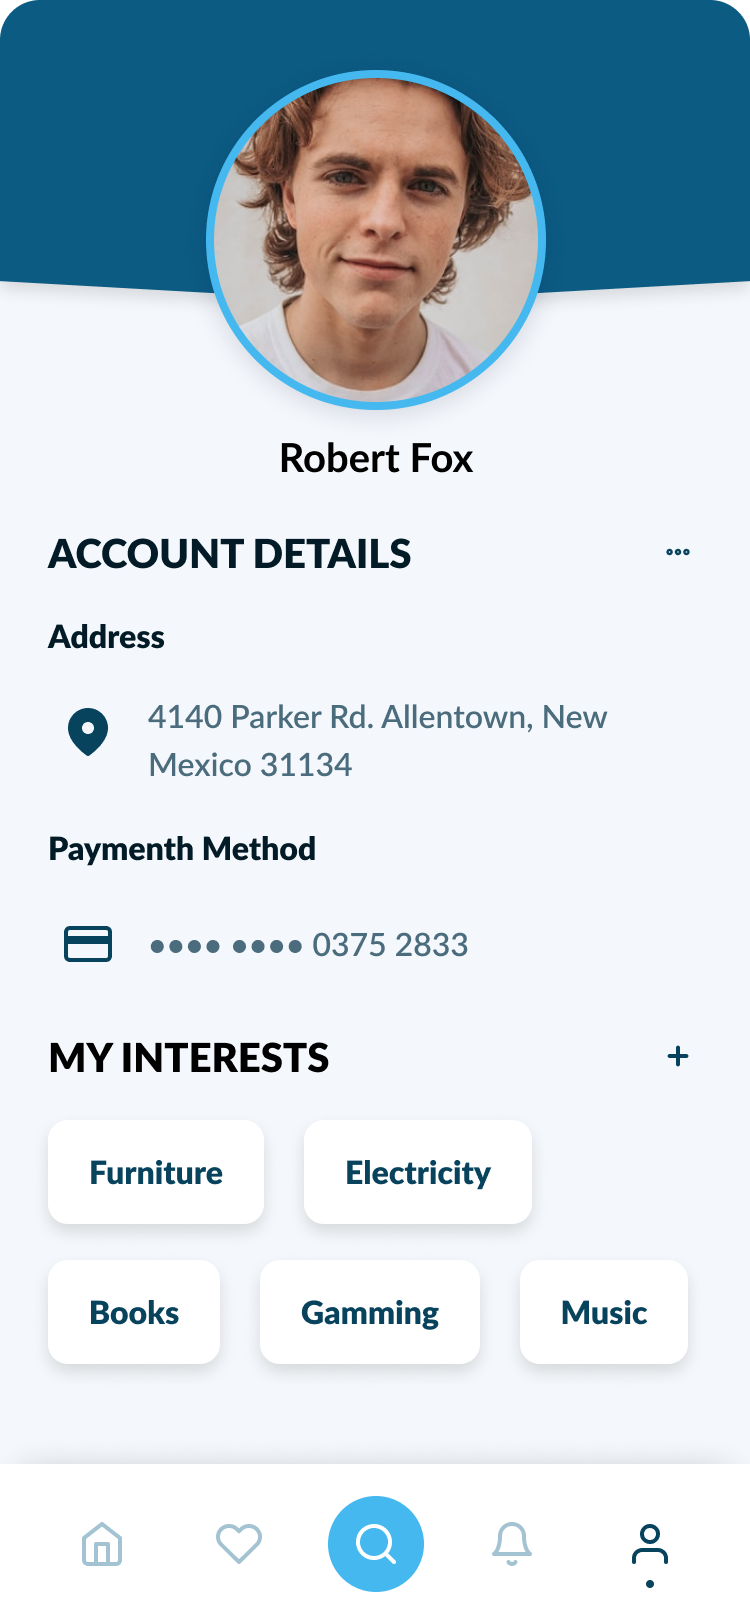 Robert Fox
ACCOUNT DETAILS
Address
4140 Parker Rd. Allentown, New
Mexico 31134
Paymenth Method
●●●● ●●●● 0375 2833
MY INTERESTS
Furniture
Electricity
Books
Gamming
Music